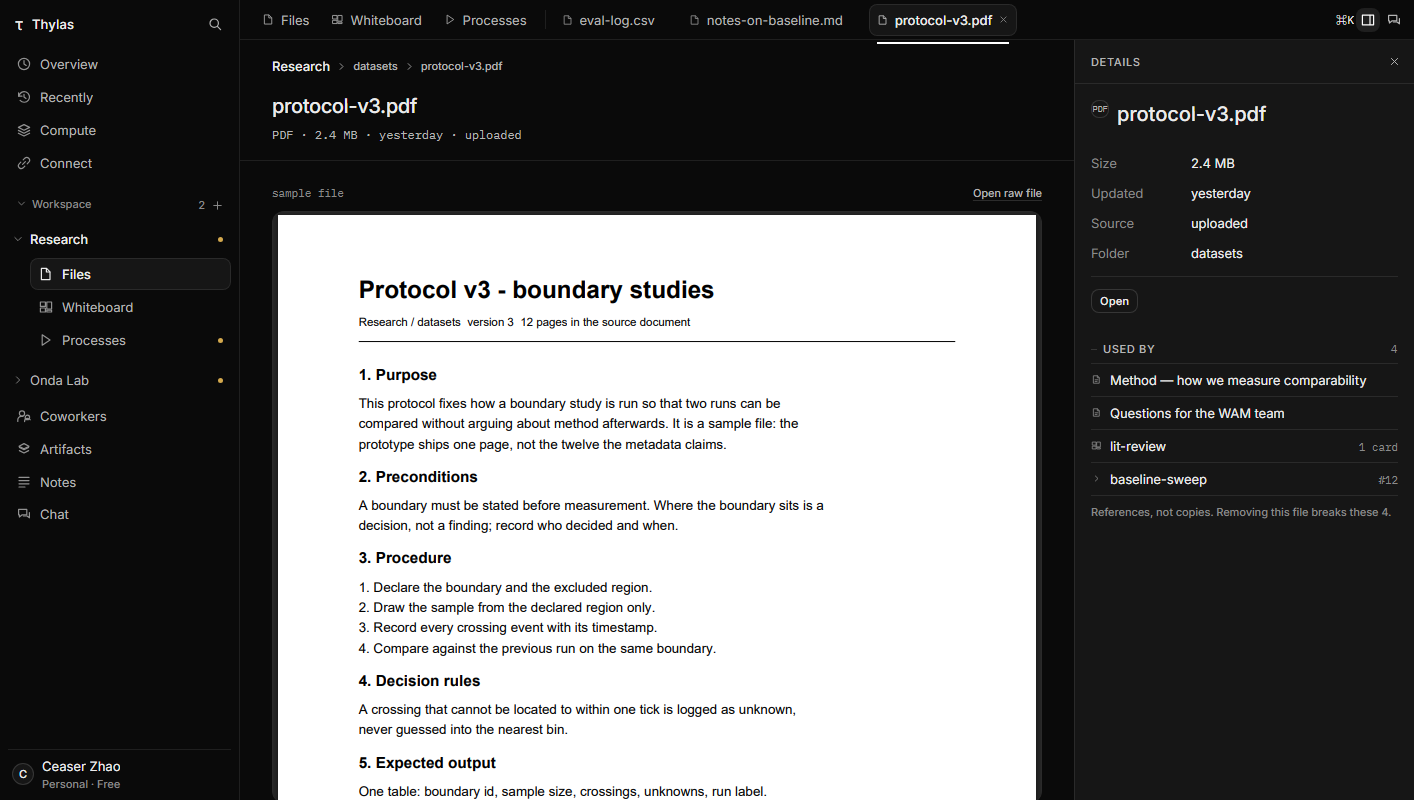 τ Thylas
Overview
Recently
Compute
Connect
Workspace 2 +
Research
Files
Whiteboard
Processes
Onda Lab
Coworkers
Artifacts
Notes
Chat
C
Ceaser Zhao
Personal · Free
Files Whiteboard Processes eval-log.csv notes-on-baseline.md protocol-v3.pdf × ⌘K
Research > datasets > protocol-v3.pdf
protocol-v3.pdf
PDF · 2.4 MB · yesterday · uploaded
sample file Open raw file
Protocol v3 - boundary studies
Research / datasets version 3 12 pages in the source document
1. Purpose
This protocol fixes how a boundary study is run so that two runs can be
compared without arguing about method afterwards. It is a sample file: the
prototype ships one page, not the twelve the metadata claims.
2. Preconditions
A boundary must be stated before measurement. Where the boundary sits is a
decision, not a finding; record who decided and when.
3. Procedure
1. Declare the boundary and the excluded region.
2. Draw the sample from the declared region only.
3. Record every crossing event with its timestamp.
4. Compare against the previous run on the same boundary.
4. Decision rules
A crossing that cannot be located to within one tick is logged as unknown,
never guessed into the nearest bin.
5. Expected output
One table: boundary id, sample size, crossings, unknowns, run label.
DETAILS ×
PDF protocol-v3.pdf
Size 2.4 MB
Updated yesterday
Source uploaded
Folder datasets
Open
USED BY 4
Method — how we measure comparability
Questions for the WAM team
lit-review 1 card
baseline-sweep #12
References, not copies. Removing this file breaks these 4.